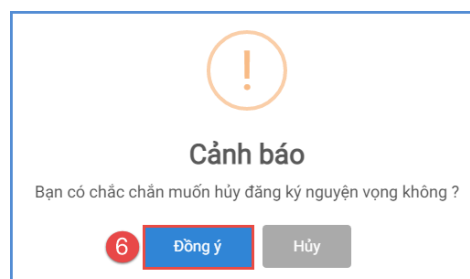 !
Cảnh báo
Bạn có chắc chắn muốn hủy đăng ký nguyện vọng không ?
6 Đồng ý Hủy